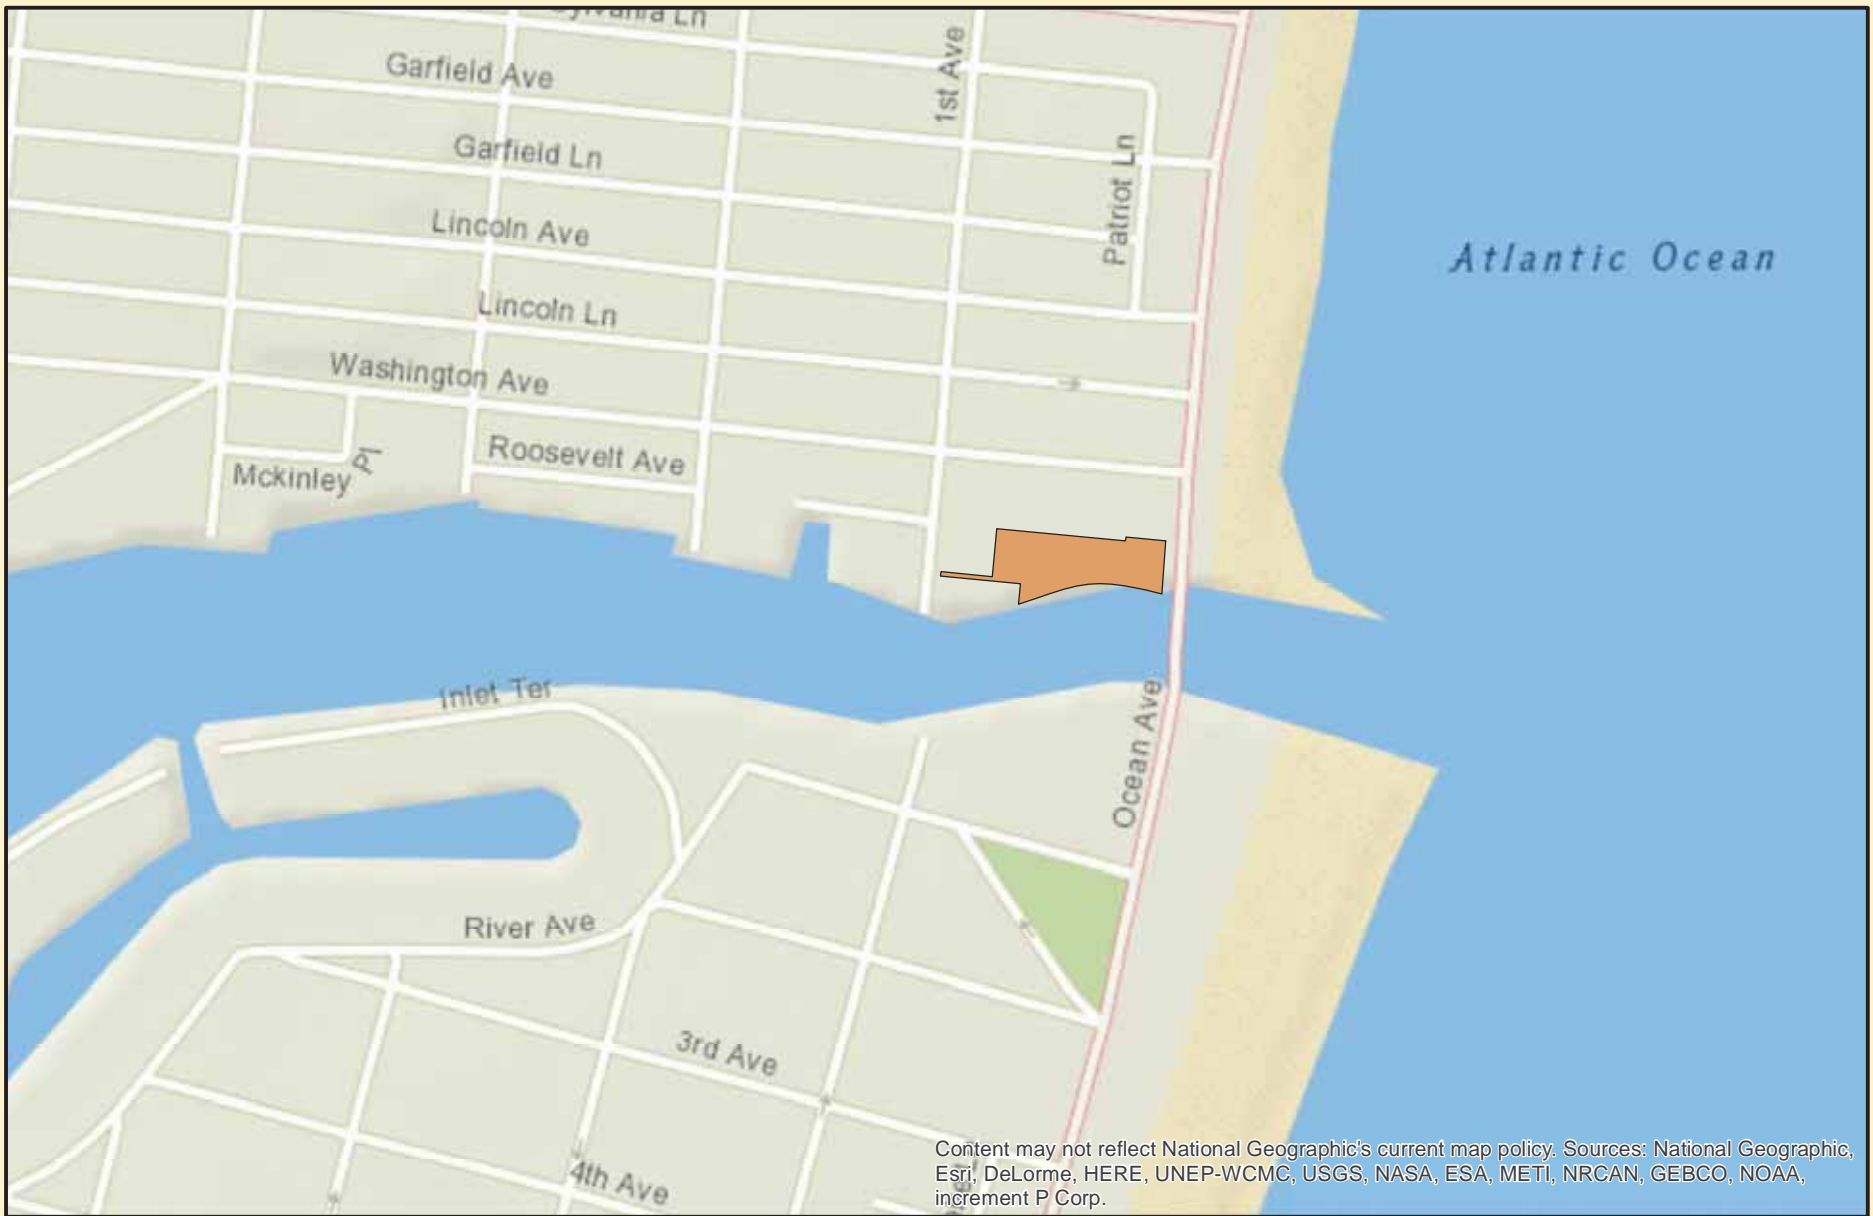 Ln
Garfield Ave
1st Ave
Garfield Ln
Patriot Ln
Lincoln Ave
Atlantic Ocean
Lincoln Ln
Washington Ave
Roosevelt Ave
Mckinley Pl
Inlet Ter
Ocean Ave
River Ave
3rd Ave
4th Ave
Content may not reflect National Geographic's current map policy. Sources: National Geographic,
Esri, DeLorme, HERE, UNEP-WCMC, USGS, NASA, ESA, METI, NRCAN, GEBCO, NOAA,
increment P Corp.